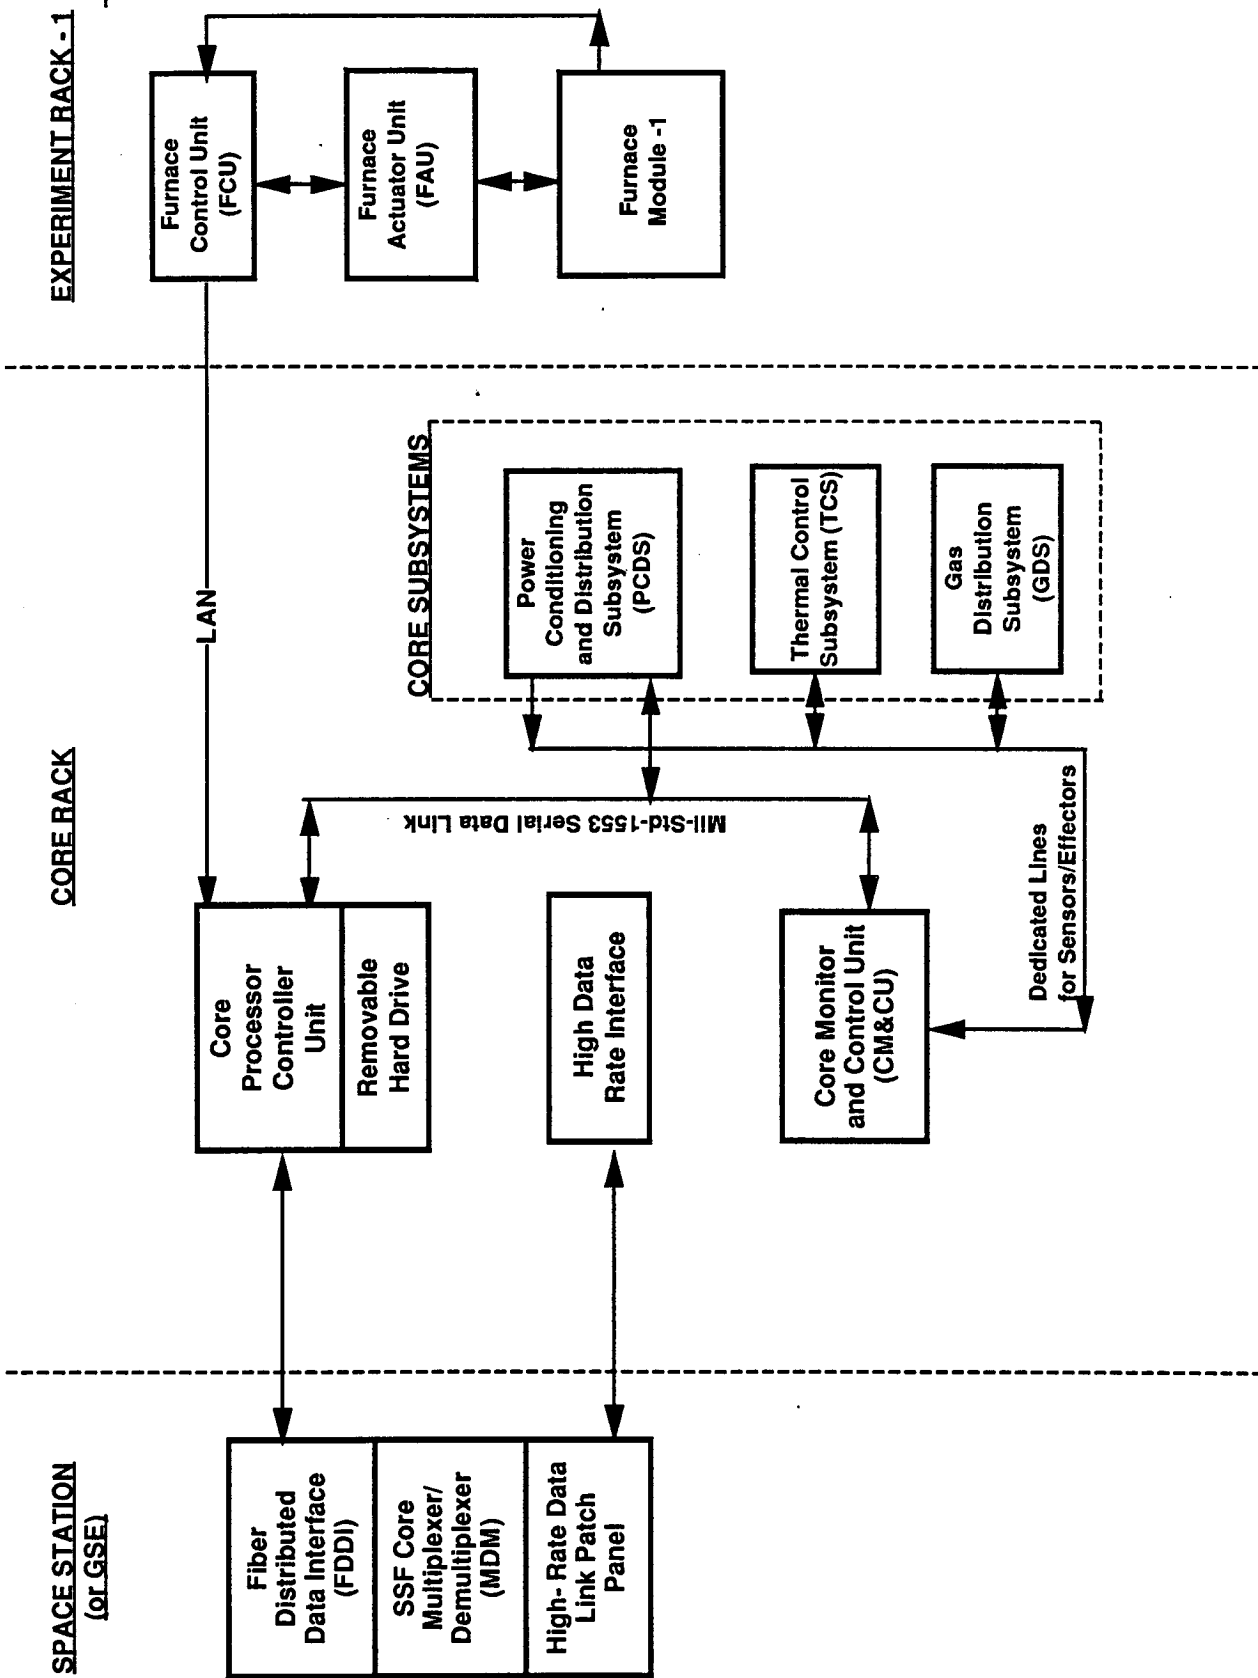 SPACE STATION
(or GSE)
Fiber
Distributed
Data Interface
(FDDI)
SSF Core
Multiplexer/
Demultiplexer
(MDM)
High- Rate Data
Link Patch
Panel
CORE RACK
Core
Processor
Controller
Unit
Removable
Hard Drive
High Data
Rate Interface
Core Monitor
and Control Unit
(CM&CU)
Mil-Std-1553 Serial Data Link
Dedicated Lines
for Sensors/Effectors
LAN
CORE SUBSYSTEMS
Power
Conditioning
and Distribution
Subsystem
(PCDS)
Thermal Control
Subsystem (TCS)
Gas
Distribution
Subsystem
(GDS)
EXPERIMENT RACK - 1
Furnace
Control Unit
(FCU)
Furnace
Actuator Unit
(FAU)
Furnace
Module -1